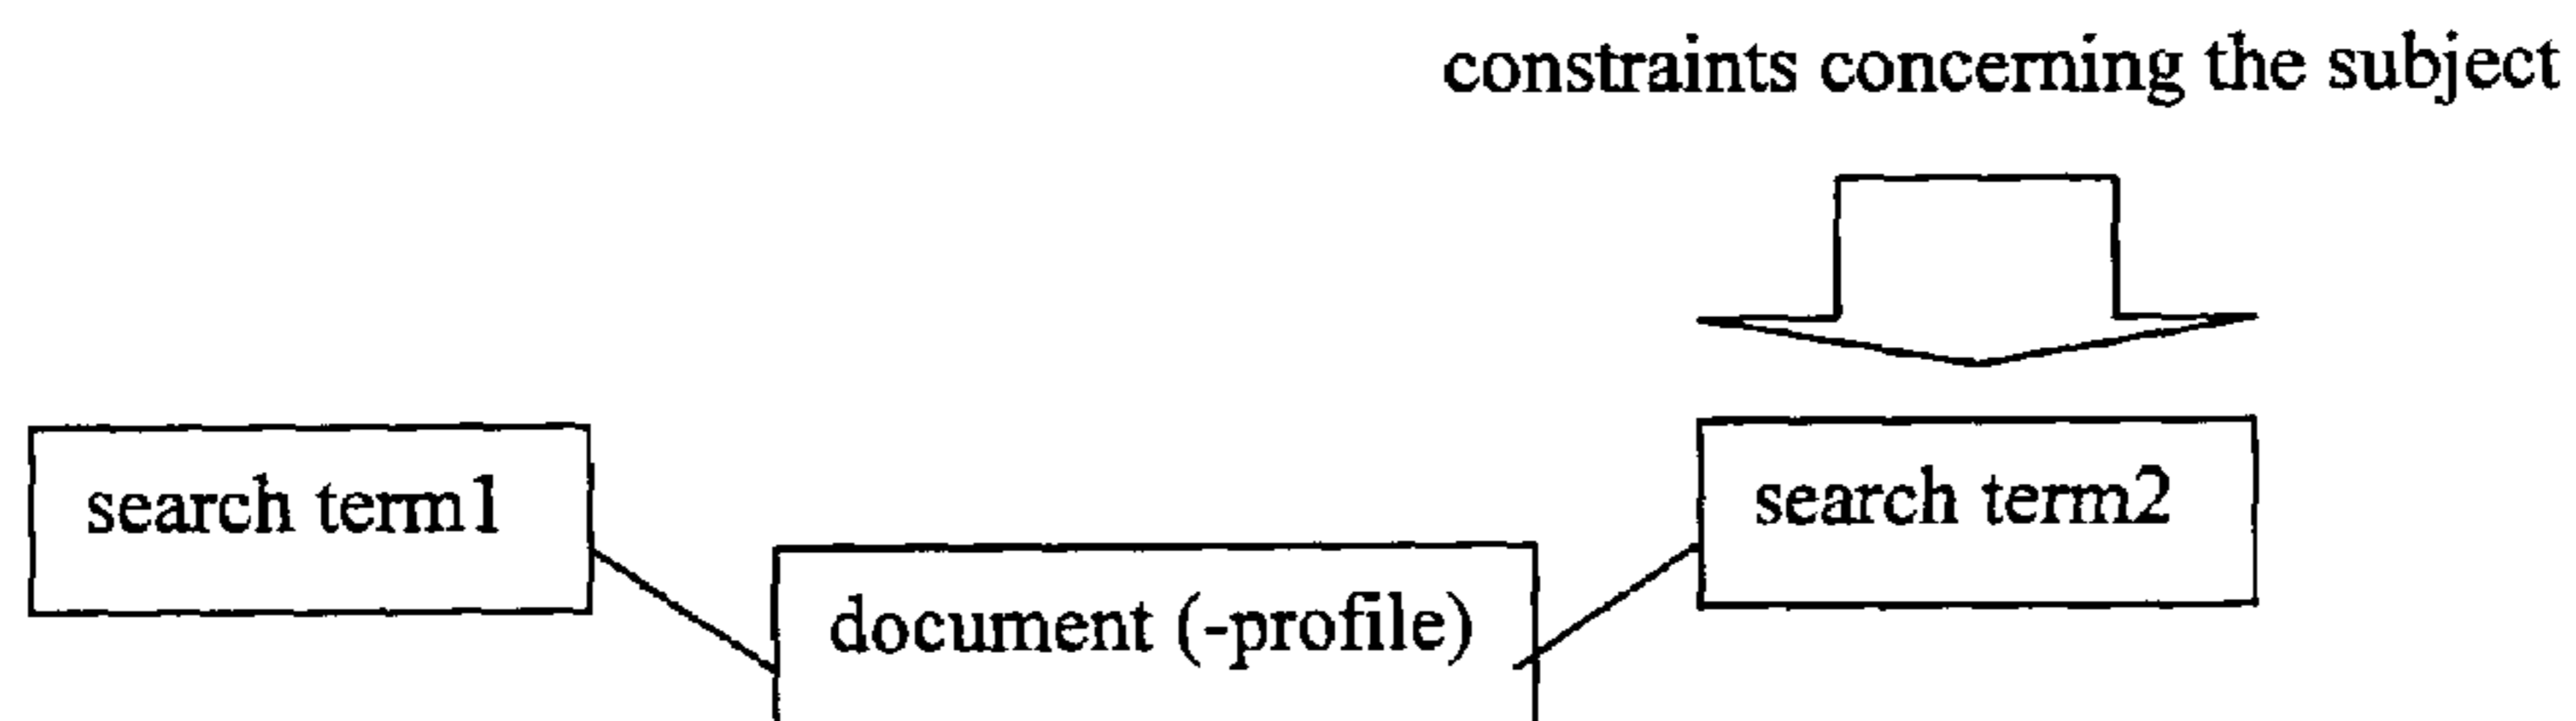 constraints concerning the subject
search term1
search term2
document (-profile)